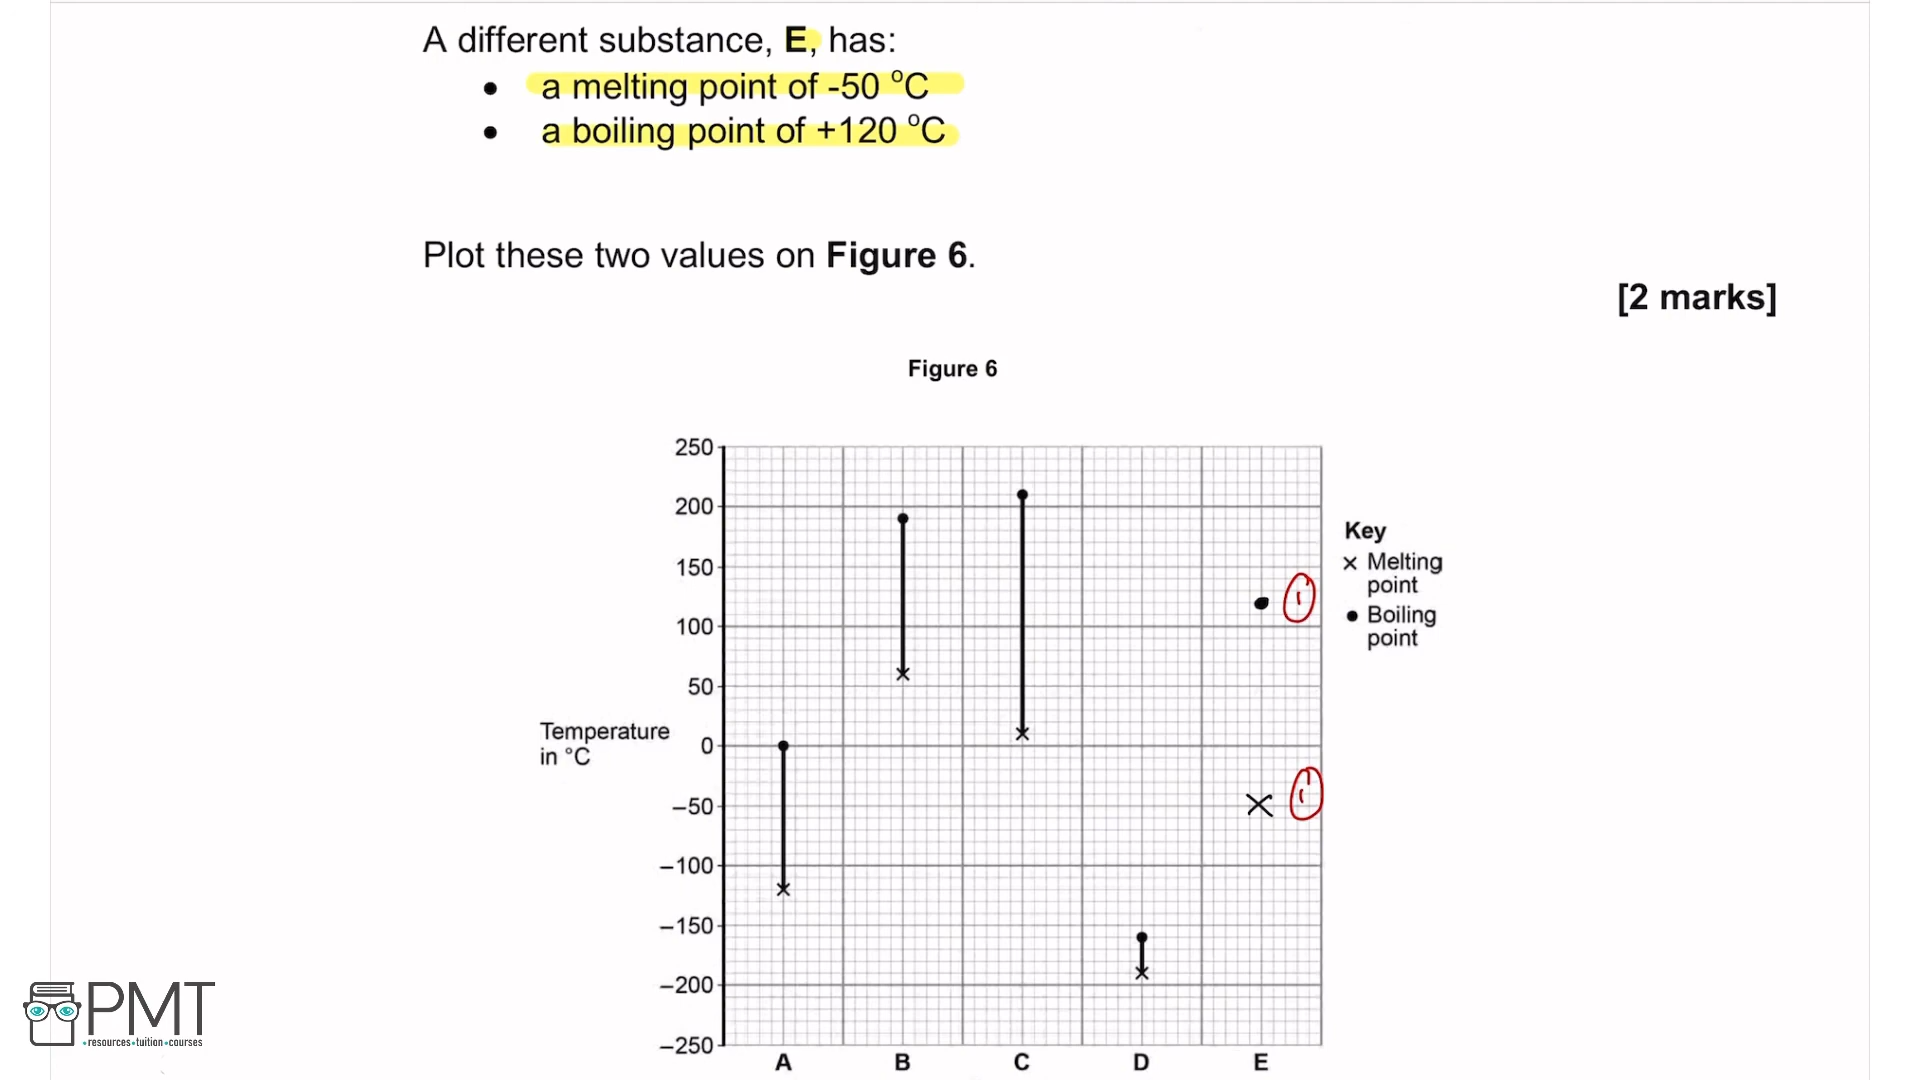 A different substance, E, has:
• a melting point of -50 °C
• a boiling point of +120 °C
Plot these two values on Figure 6.
[2 marks]
Figure 6
250
200
150
100
50
0
−50
−100
−150
−200
−250
Temperature
in °C
A B C D E
Key
× Melting
point
● Boiling
point
1
1
PMT
•resources•tuition•courses